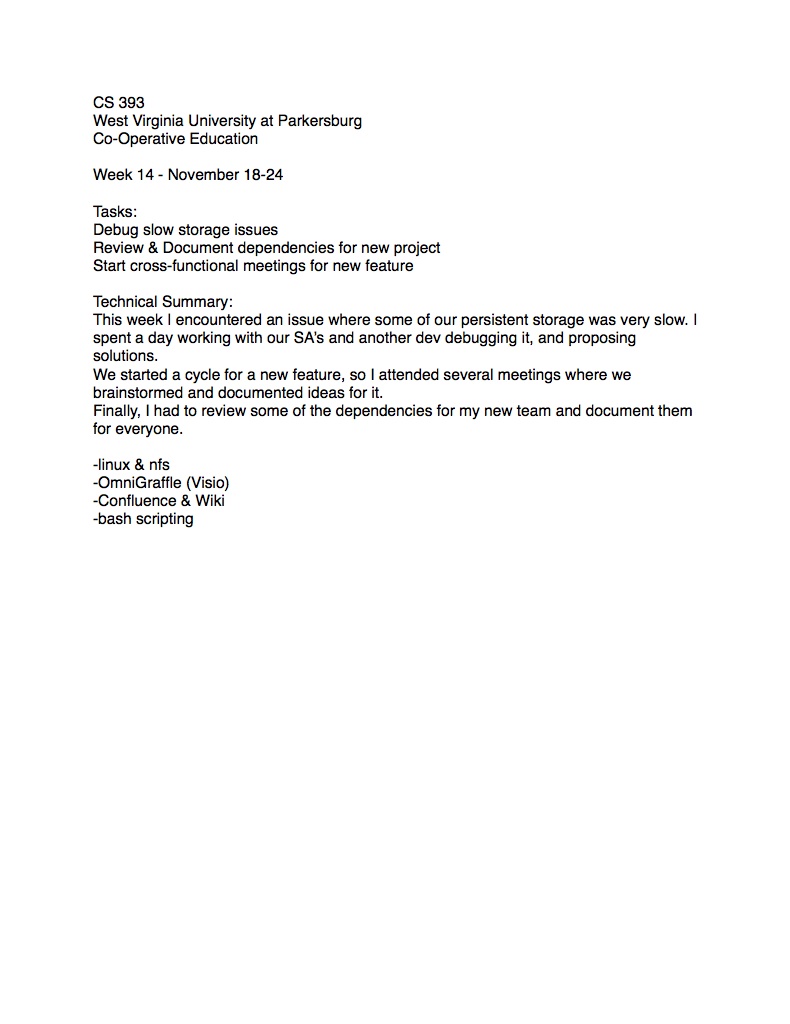 CS 393
West Virginia University at Parkersburg
Co-Operative Education
Week 14 - November 18-24
Tasks:
Debug slow storage issues
Review & Document dependencies for new project
Start cross-functional meetings for new feature
Technical Summary:
This week I encountered an issue where some of our persistent storage was very slow. I
spent a day working with our SA's and another dev debugging it, and proposing
solutions.
We started a cycle for a new feature, so I attended several meetings where we
brainstormed and documented ideas for it.
Finally, I had to review some of the dependencies for my new team and document them
for everyone.
-linux & nfs
-OmniGraffle (Visio)
-Confluence & Wiki
-bash scripting